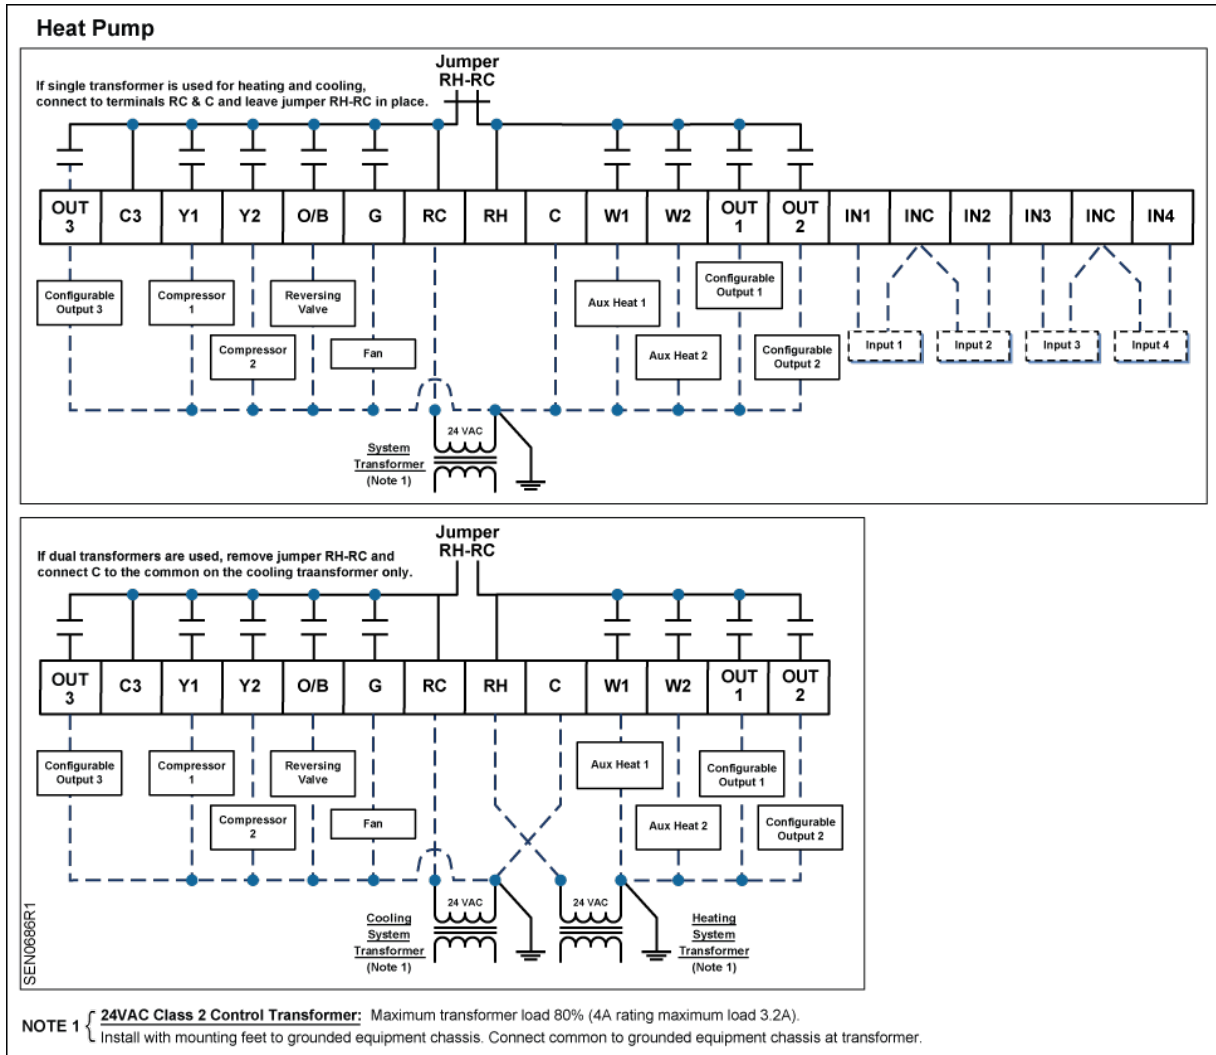 Heat Pump
If single transformer is used for heating and cooling,
connect to terminals RC & C and leave jumper RH-RC in place.
Jumper
RH-RC
OUT
3
C3
Y1
Y2
O/B
G
RC
RH
C
W1
W2
OUT
1
OUT
2
IN1
INC
IN2
IN3
INC
IN4
Configurable
Output 3
Compressor
1
Compressor
2
Reversing
Valve
Fan
Aux Heat 1
Aux Heat 2
Configurable
Output 1
Configurable
Output 2
Input 1
Input 2
Input 3
Input 4
24 VAC
System
Transformer
(Note 1)
If dual transformers are used, remove jumper RH-RC and
connect C to the common on the cooling traansformer only.
Jumper
RH-RC
OUT
3
C3
Y1
Y2
O/B
G
RC
RH
C
W1
W2
OUT
1
OUT
2
Configurable
Output 3
Compressor
1
Compressor
2
Reversing
Valve
Fan
Aux Heat 1
Aux Heat 2
Configurable
Output 1
Configurable
Output 2
24 VAC
24 VAC
Cooling
System
Transformer
(Note 1)
Heating
System
Transformer
(Note 1)
SEN0686R1
NOTE 1 { 24VAC Class 2 Control Transformer: Maximum transformer load 80% (4A rating maximum load 3.2A).
Install with mounting feet to grounded equipment chassis. Connect common to grounded equipment chassis at transformer.